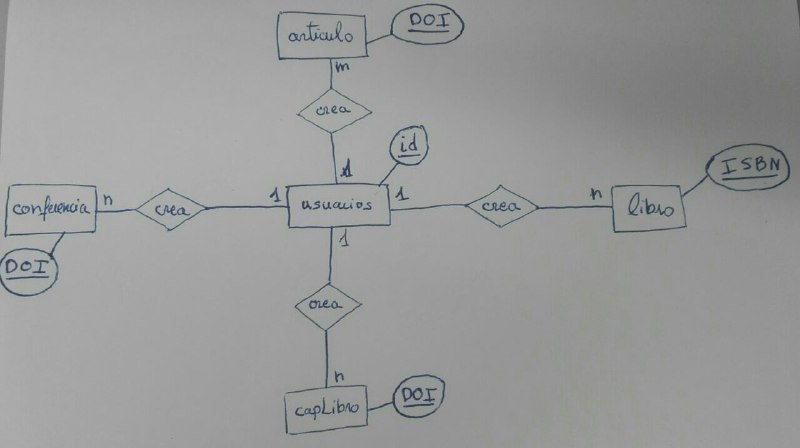 articulo
DOI
m
crea
id
1
conferencia
n
crea
1
usuarios
1
crea
n
libro
ISBN
DOI
1
crea
n
capLibro
DOI